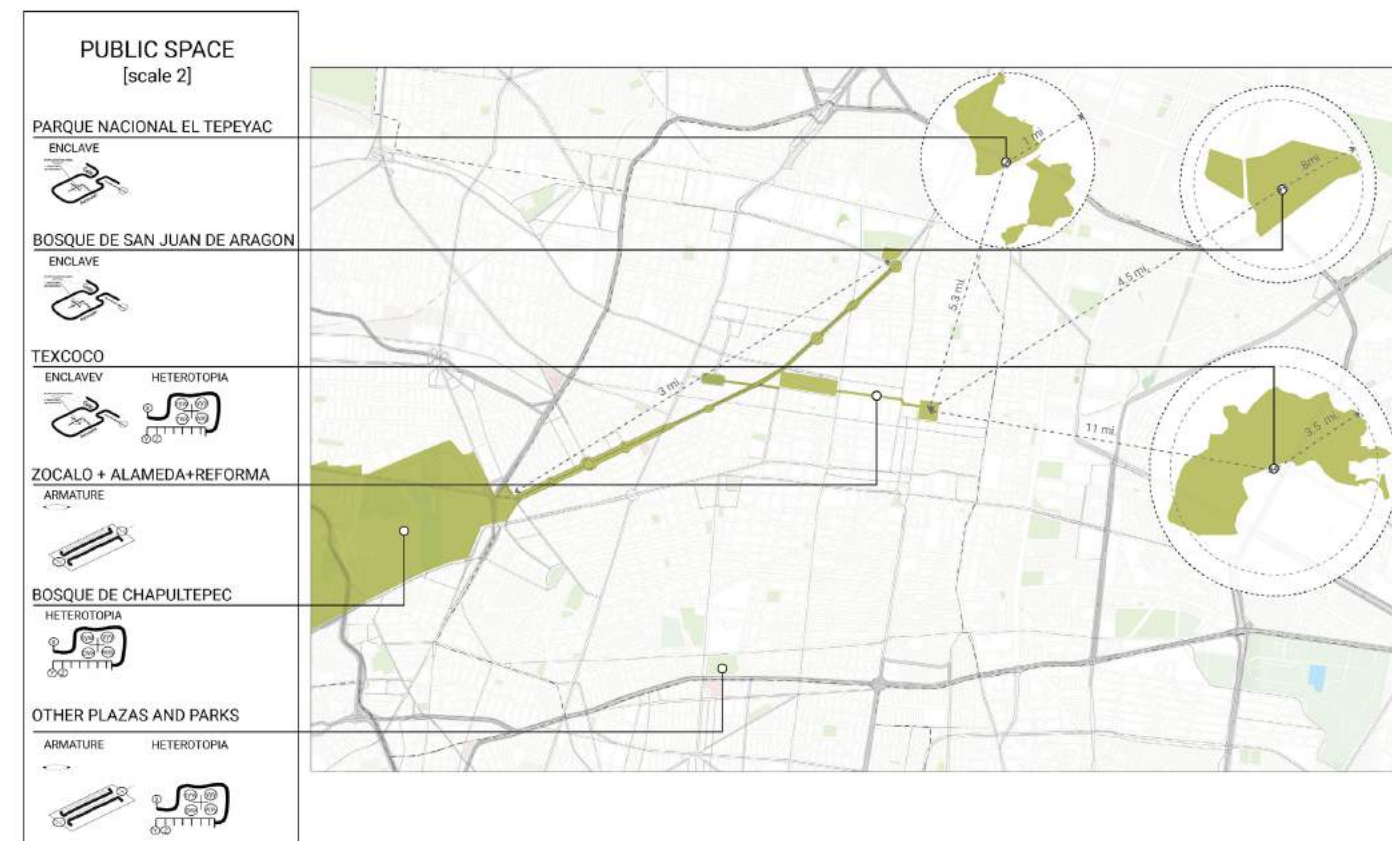 PUBLIC SPACE
[scale 2]
PARQUE NACIONAL EL TEPEYAC
ENCLAVE
BOSQUE DE SAN JUAN DE ARAGON
ENCLAVE
TEXCOCO
ENCLAVEV HETEROTOPIA
ZOCALO + ALAMEDA+REFORMA
ARMATURE
BOSQUE DE CHAPULTEPEC
HETEROTOPIA
OTHER PLAZAS AND PARKS
ARMATURE HETEROTOPIA
1 mi
.8mi
5.3 mi
4.5 mi
3 mi
11 mi
3.5 mi